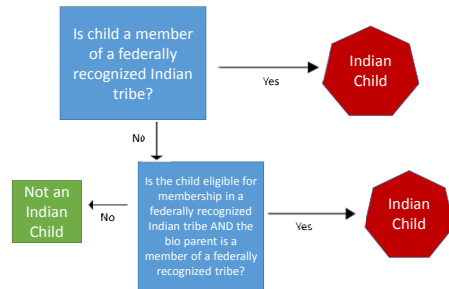 Is child a member
of a federally
recognized Indian
tribe?
Yes
Indian
Child
No
Is the child eligible for
membership in a
federally recognized
Indian tribe AND the
bio parent is a
member of a federally
recognized tribe?
No
Not an
Indian
Child
Yes
Indian
Child